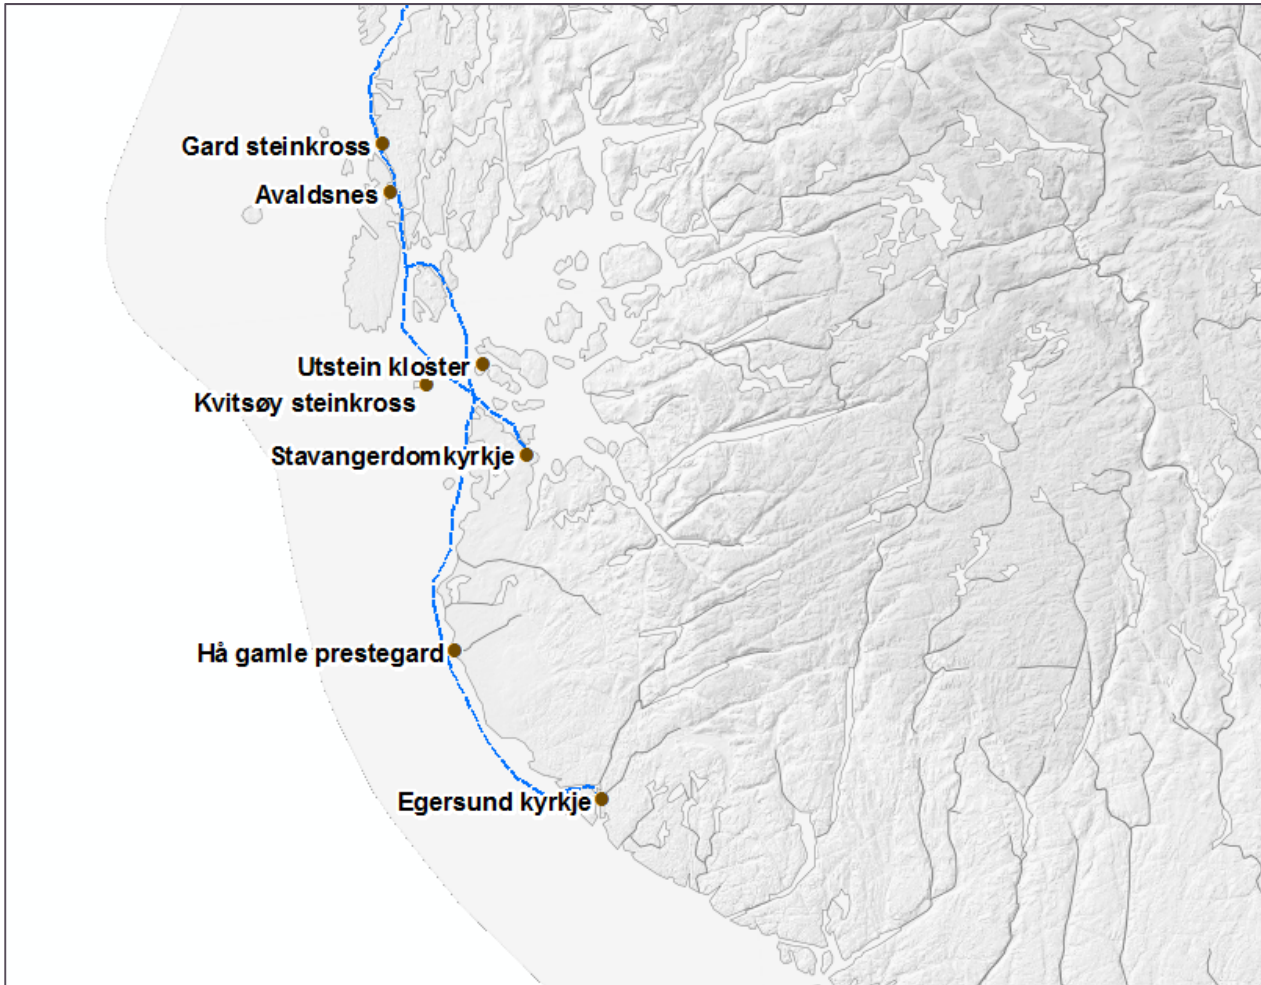 Gard steinkross
Avaldsnes
Utstein kloster
Kvitsøy steinkross
Stavangerdomkyrkje
Hå gamle prestegard
Egersund kyrkje